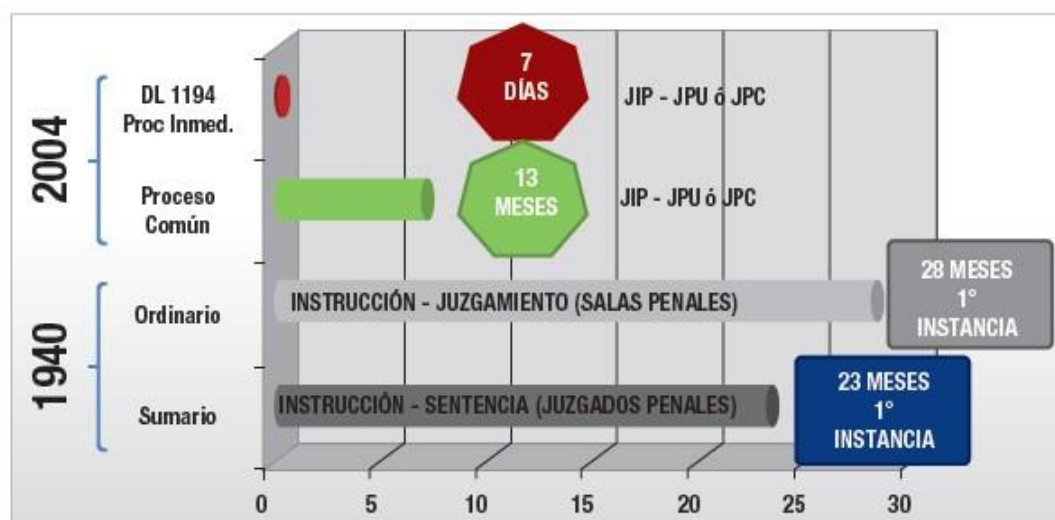 2004
DL 1194
Proc Inmed.
7
DÍAS
JIP - JPU ó JPC
Proceso
Común
13
MESES
JIP - JPU ó JPC
1940
Ordinario
INSTRUCCIÓN - JUZGAMIENTO (SALAS PENALES)
28 MESES
1°
INSTANCIA
Sumario
INSTRUCCIÓN - SENTENCIA (JUZGADOS PENALES)
23 MESES
1°
INSTANCIA
0 5 10 15 20 25 30